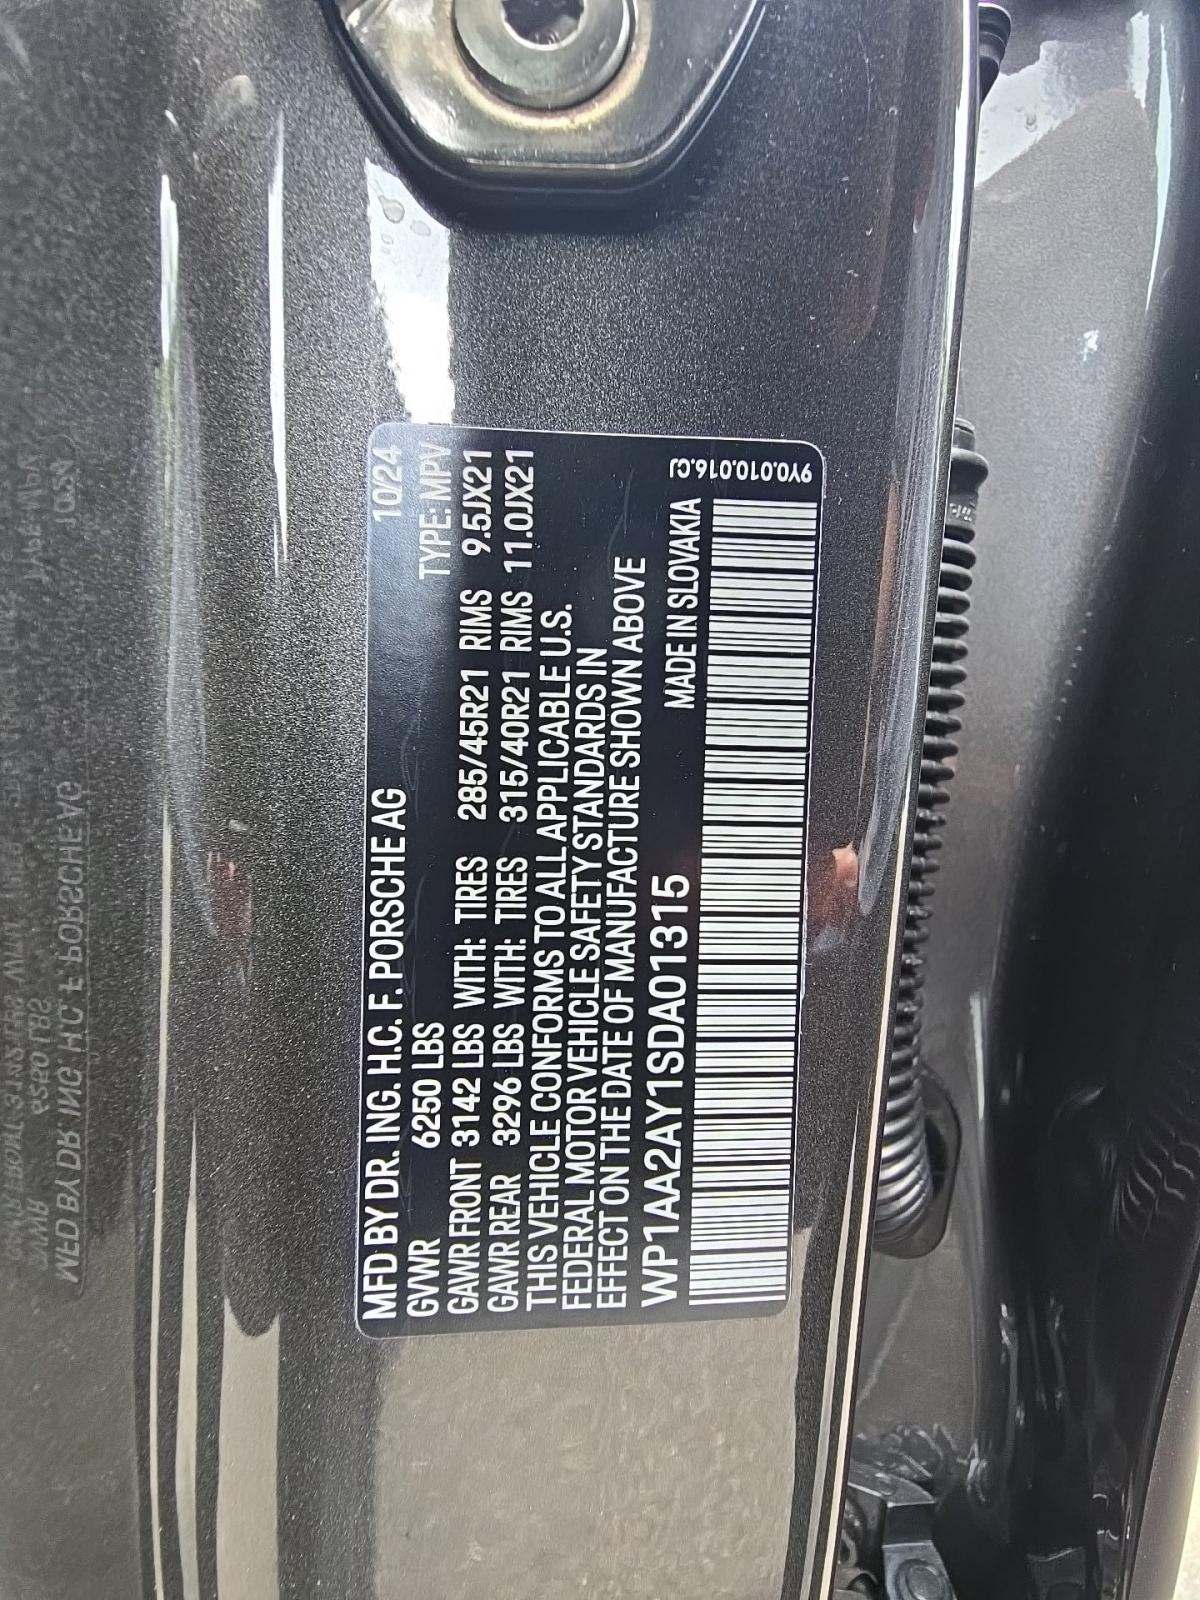 MFD BY DR. ING. H.C. F. PORSCHE AG 10/24
GVWR 6250 LBS TYPE: MPV
GAWR FRONT 3142 LBS WITH: TIRES 285/45R21 RIMS 9.5JX21
GAWR REAR 3296 LBS WITH: TIRES 315/40R21 RIMS 11.0JX21
THIS VEHICLE CONFORMS TO ALL APPLICABLE U.S.
FEDERAL MOTOR VEHICLE SAFETY STANDARDS IN
EFFECT ON THE DATE OF MANUFACTURE SHOWN ABOVE
WP1AA2AY1SDA01315 MADE IN SLOVAKIA
9Y0.010.016.CJ